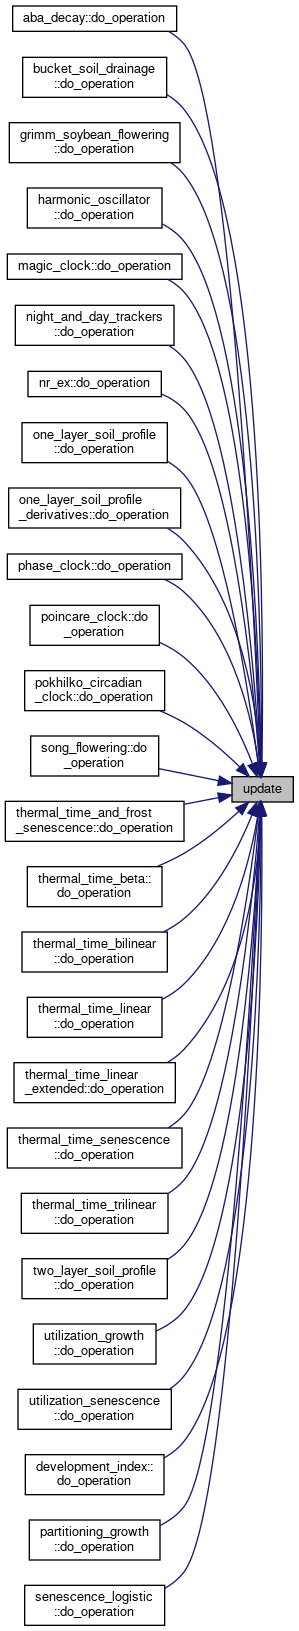 aba_decay::do_operation
bucket_soil_drainage
::do_operation
grimm_soybean_flowering
::do_operation
harmonic_oscillator
::do_operation
magic_clock::do_operation
night_and_day_trackers
::do_operation
nr_ex::do_operation
one_layer_soil_profile
::do_operation
one_layer_soil_profile
_derivatives::do_operation
phase_clock::do_operation
poincare_clock::do
_operation
pokhilko_circadian
_clock::do_operation
song_flowering::do
_operation
update
thermal_time_and_frost
_senescence::do_operation
thermal_time_beta::
do_operation
thermal_time_bilinear
::do_operation
thermal_time_linear
::do_operation
thermal_time_linear
_extended::do_operation
thermal_time_senescence
::do_operation
thermal_time_trilinear
::do_operation
two_layer_soil_profile
::do_operation
utilization_growth
::do_operation
utilization_senescence
::do_operation
development_index::
do_operation
partitioning_growth
::do_operation
senescence_logistic
::do_operation